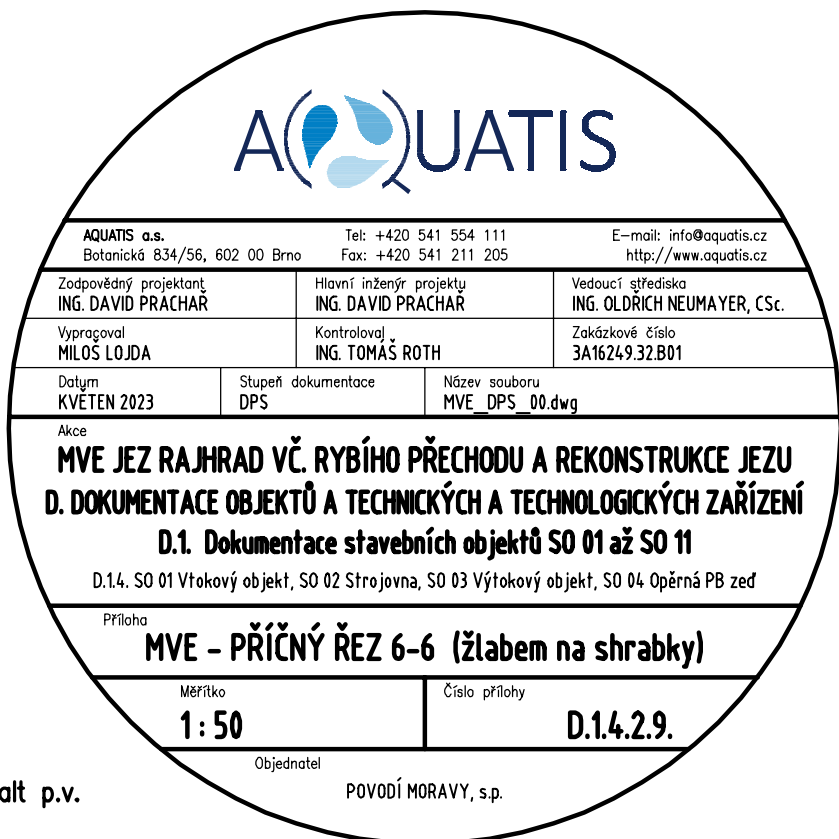 AQUATIS
AQUATIS a.s. Tel: +420 541 554 111 E-mail: info@aquatis.cz
Botanická 834/56, 602 00 Brno Fax: +420 541 211 205 http://www.aquatis.cz
Zodpovědný projektant Hlavní inženýr projektu Vedoucí střediska
ING. DAVID PRACHAŘ ING. DAVID PRACHAŘ ING. OLDŘICH NEUMAYER, CSc.
Vypracoval Kontroloval Zakázkové číslo
MILOŠ LOJDA ING. TOMÁŠ ROTH 3A16249.32.B01
Datum Stupeň dokumentace Název souboru
KVĚTEN 2023 DPS MVE_DPS_00.dwg
Akce
MVE JEZ RAJHRAD VČ. RYBÍHO PŘECHODU A REKONSTRUKCE JEZU
D. DOKUMENTACE OBJEKTŮ A TECHNICKÝCH A TECHNOLOGICKÝCH ZAŘÍZENÍ
D.1. Dokumentace stavebních objektů SO 01 až SO 11
D.1.4. SO 01 Vtokový objekt, SO 02 Strojovna, SO 03 Výtokový objekt, SO 04 Opěrná PB zeď
Příloha
MVE - PŘÍČNÝ ŘEZ 6-6 (žlabem na shrabky)
Měřítko Číslo přílohy
1:50 D.1.4.2.9.
Objednatel
POVODÍ MORAVY, s.p.
alt p.v.